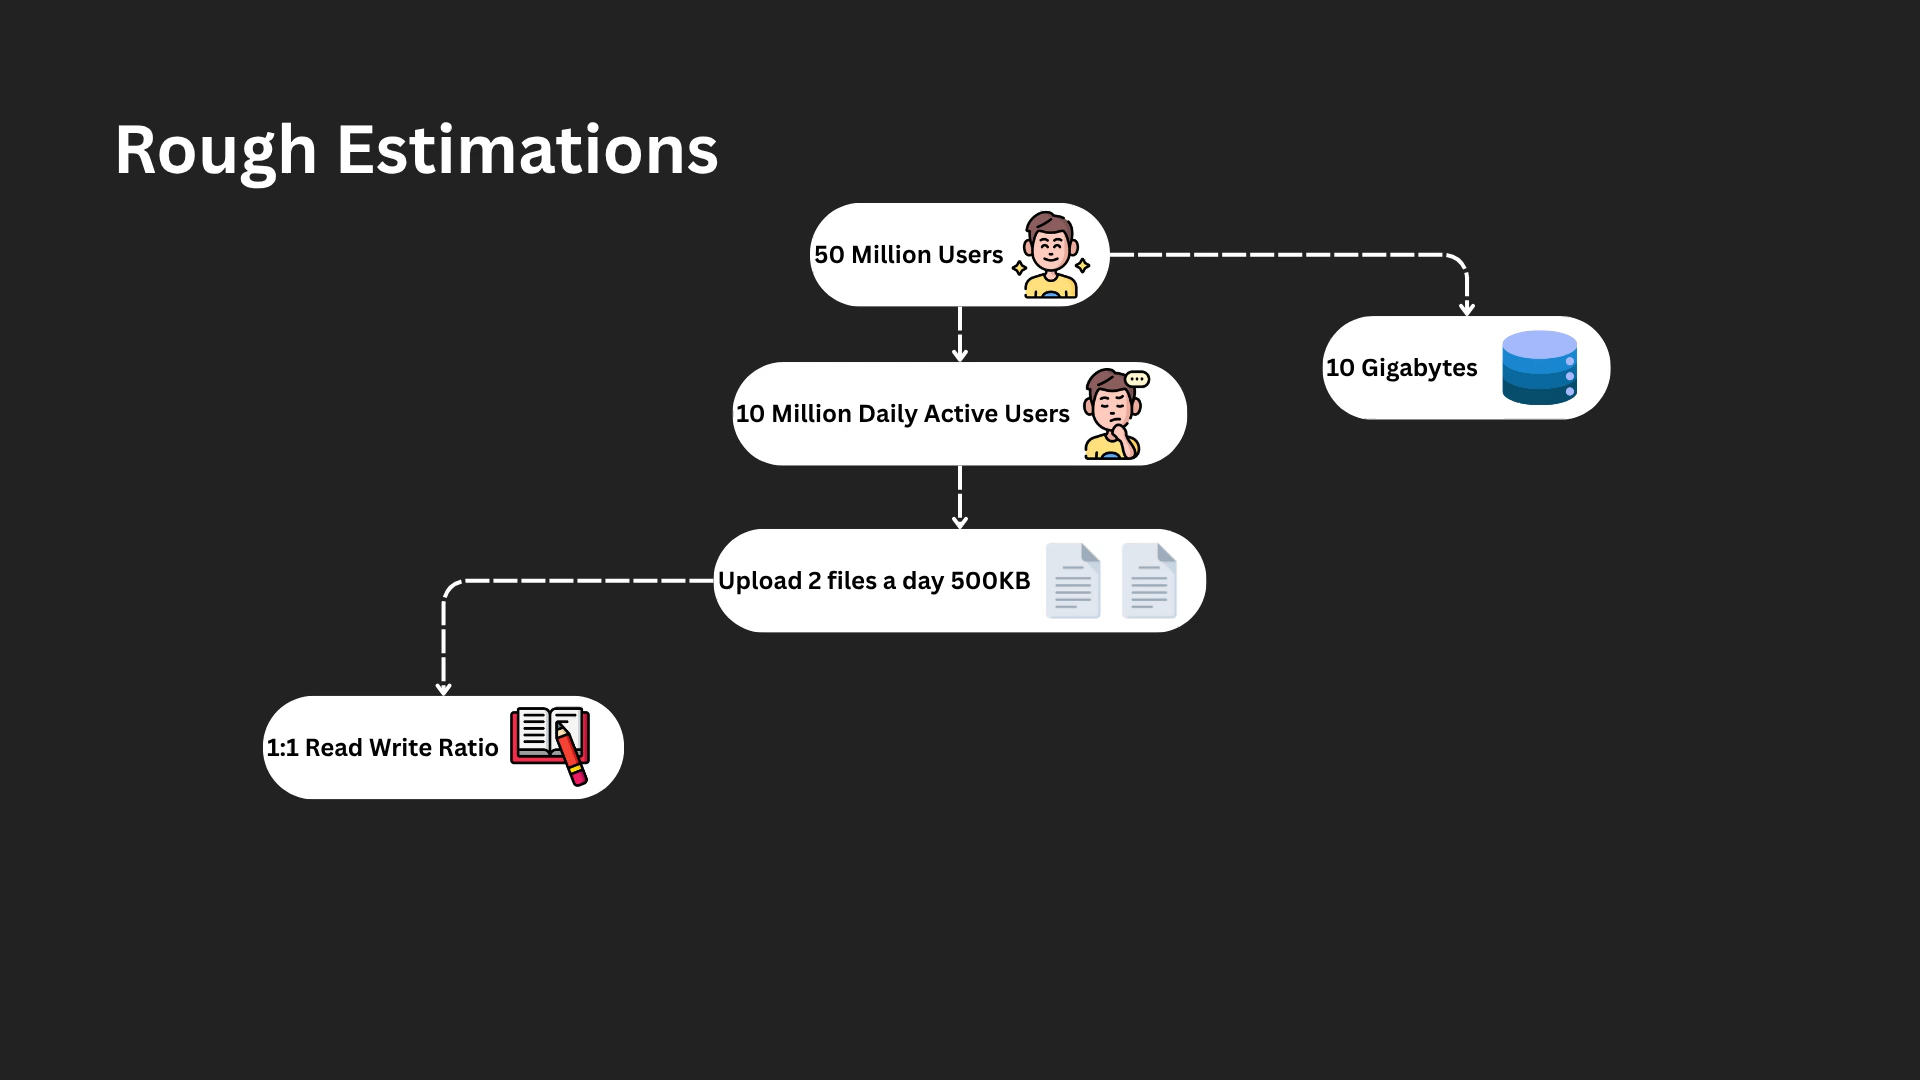 Rough Estimations
50 Million Users
10 Gigabytes
10 Million Daily Active Users
Upload 2 files a day 500KB
1:1 Read Write Ratio